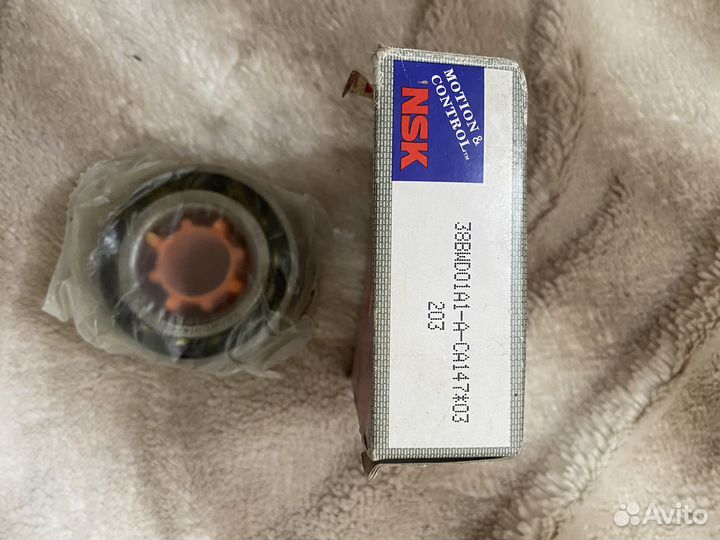 MOTION &
CONTROL™
NSK
38BWD01A1-A-CA147*03
203
Avito